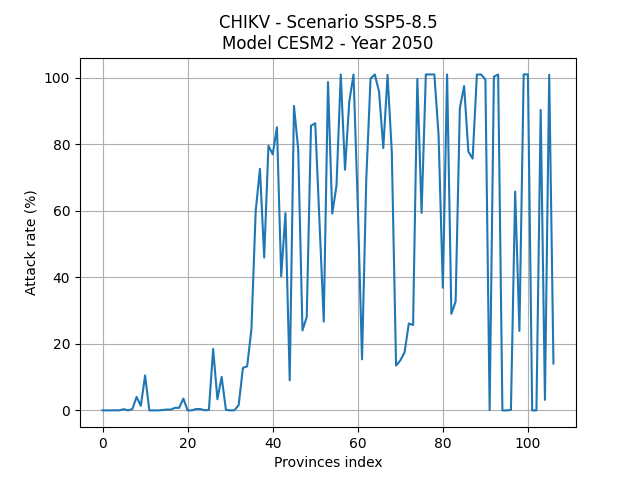 CHIKV - Scenario SSP5-8.5
Model CESM2 - Year 2050
Attack rate (%)
100
80
60
40
20
0
0 20 40 60 80 100
Provinces index